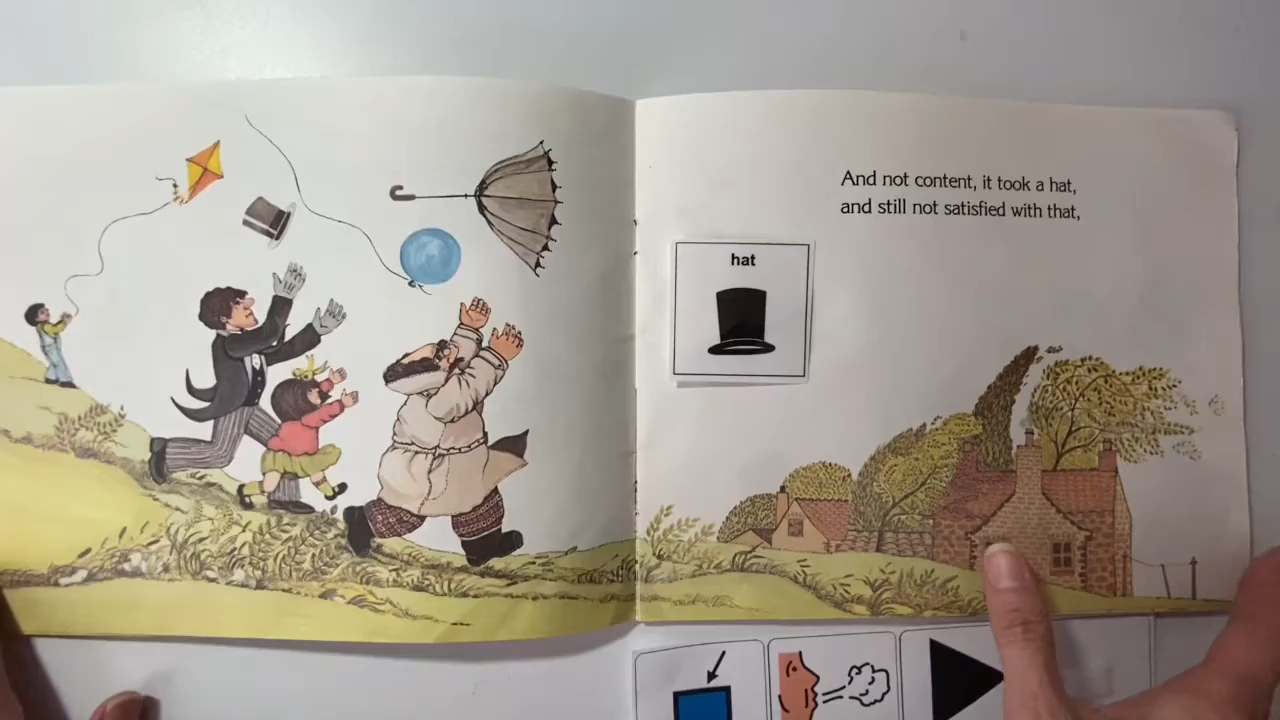 And not content, it took a hat,
and still not satisfied with that,
hat